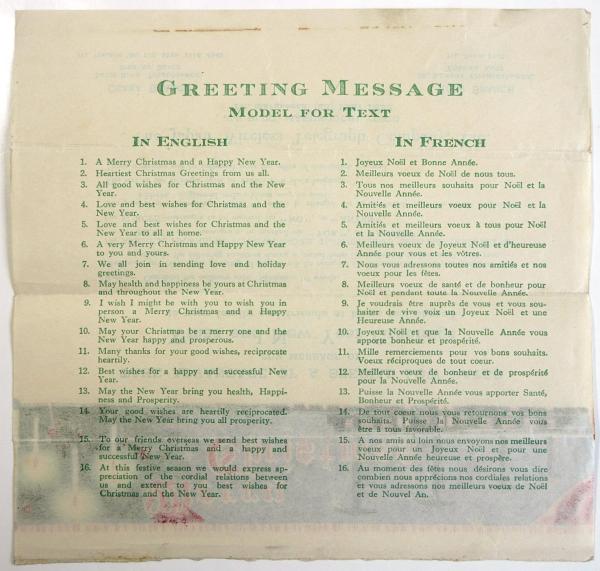 GREETING MESSAGE
MODEL FOR TEXT
IN ENGLISH
1. A Merry Christmas and a Happy New Year.
2. Heartiest Christmas Greetings from us all.
3. All good wishes for Christmas and the New
Year.
4. Love and best wishes for Christmas and the
New Year.
5. Love and best wishes for Christmas and the
New Year to all at home.
6. A very Merry Christmas and Happy New Year
to you and yours.
7. We all join in sending love and holiday
greetings.
8. May health and happiness be yours at Christmas
and throughout the New Year.
9. I wish I might be with you to wish you in
person a Merry Christmas and a Happy
New Year.
10. May your Christmas be a merry one and the
New Year happy and prosperous.
11. Many thanks for your good wishes, reciprocate
heartily.
12. Best wishes for a happy and successful New
Year.
13. May the New Year bring you health, Happi-
ness and Prosperity.
14. Your good wishes are heartily reciprocated.
May the New Year bring you all prosperity.
15. To our friends overseas we send best wishes
for a Merry Christmas and a happy and
successful New Year.
16. At this festive season we would express ap-
preciation of the cordial relations between
us and extend to you best wishes for
Christmas and the New Year.
IN FRENCH
1. Joyeux Noël et Bonne Année.
2. Meilleurs voeux de Noël de nous tous.
3. Tous nos meilleurs souhaits pour Noël et la
Nouvelle Année.
4. Amitiés et meilleurs voeux pour Noël et la
Nouvelle Année.
5. Amitiés et meilleurs voeux à tous pour Noël
et la Nouvelle Année.
6. Meilleurs voeux de Joyeux Noël et d'heureuse
Année pour vous et les vôtres.
7. Nous vous adressons toutes nos amitiés et nos
voeux pour les fêtes.
8. Meilleurs voeux de santé et de bonheur pour
Noël et pendant toute la Nouvelle Année.
9. Je voudrais être auprès de vous et vous sou-
haiter de vive voix un Joyeux Noël et une
Heureuse Année.
10. Joyeux Noël et que la Nouvelle Année vous
apporte bonheur et prospérité.
11. Mille remerciements pour vos bons souhaits.
Voeux réciproques de tout coeur.
12. Meilleurs voeux de bonheur et de prospérité
pour la Nouvelle Année.
13. Puisse la Nouvelle Année vous apporter Santé,
Bonheur et Prospérité.
14. De tout coeur nous vous retournons vos bons
souhaits. Puisse la Nouvelle Année vous
être à tous favorable.
15. A nos amis au loin nous envoyons nos meilleurs
voeux pour un Joyeux Noël et pour une
Nouvelle Année heureuse et prospère.
16. Au moment des fêtes nous désirons vous dire
combien nous apprécions nos cordiales relations
et vous adressons nos meilleurs voeux de Noël
et de Nouvel An.